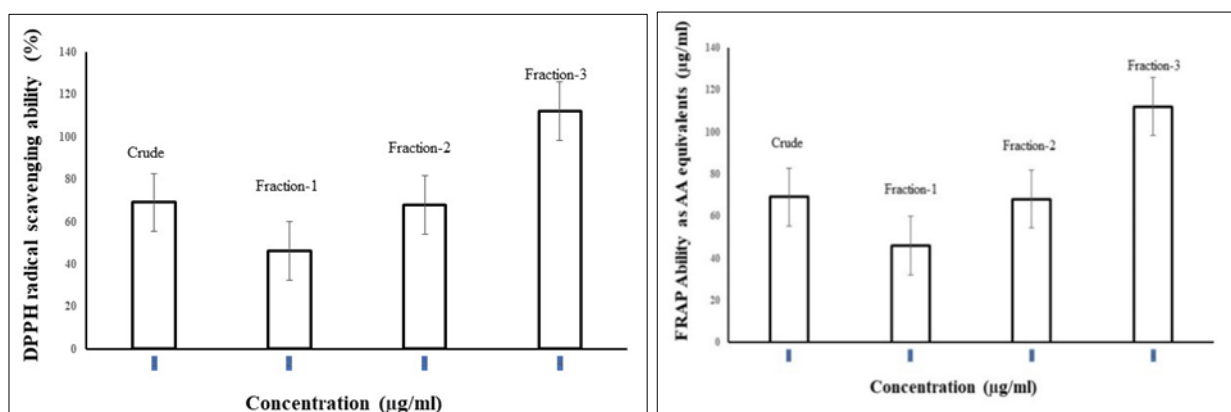 DPPH radical scavenging ability (%)
140
120
100
80
60
40
20
0
Crude
Fraction-1
Fraction-2
Fraction-3
Concentration (µg/ml)
FRAP Ability as AA equivalents (µg/ml)
140
120
100
80
60
40
20
0
Crude
Fraction-1
Fraction-2
Fraction-3
Concentration (µg/ml)